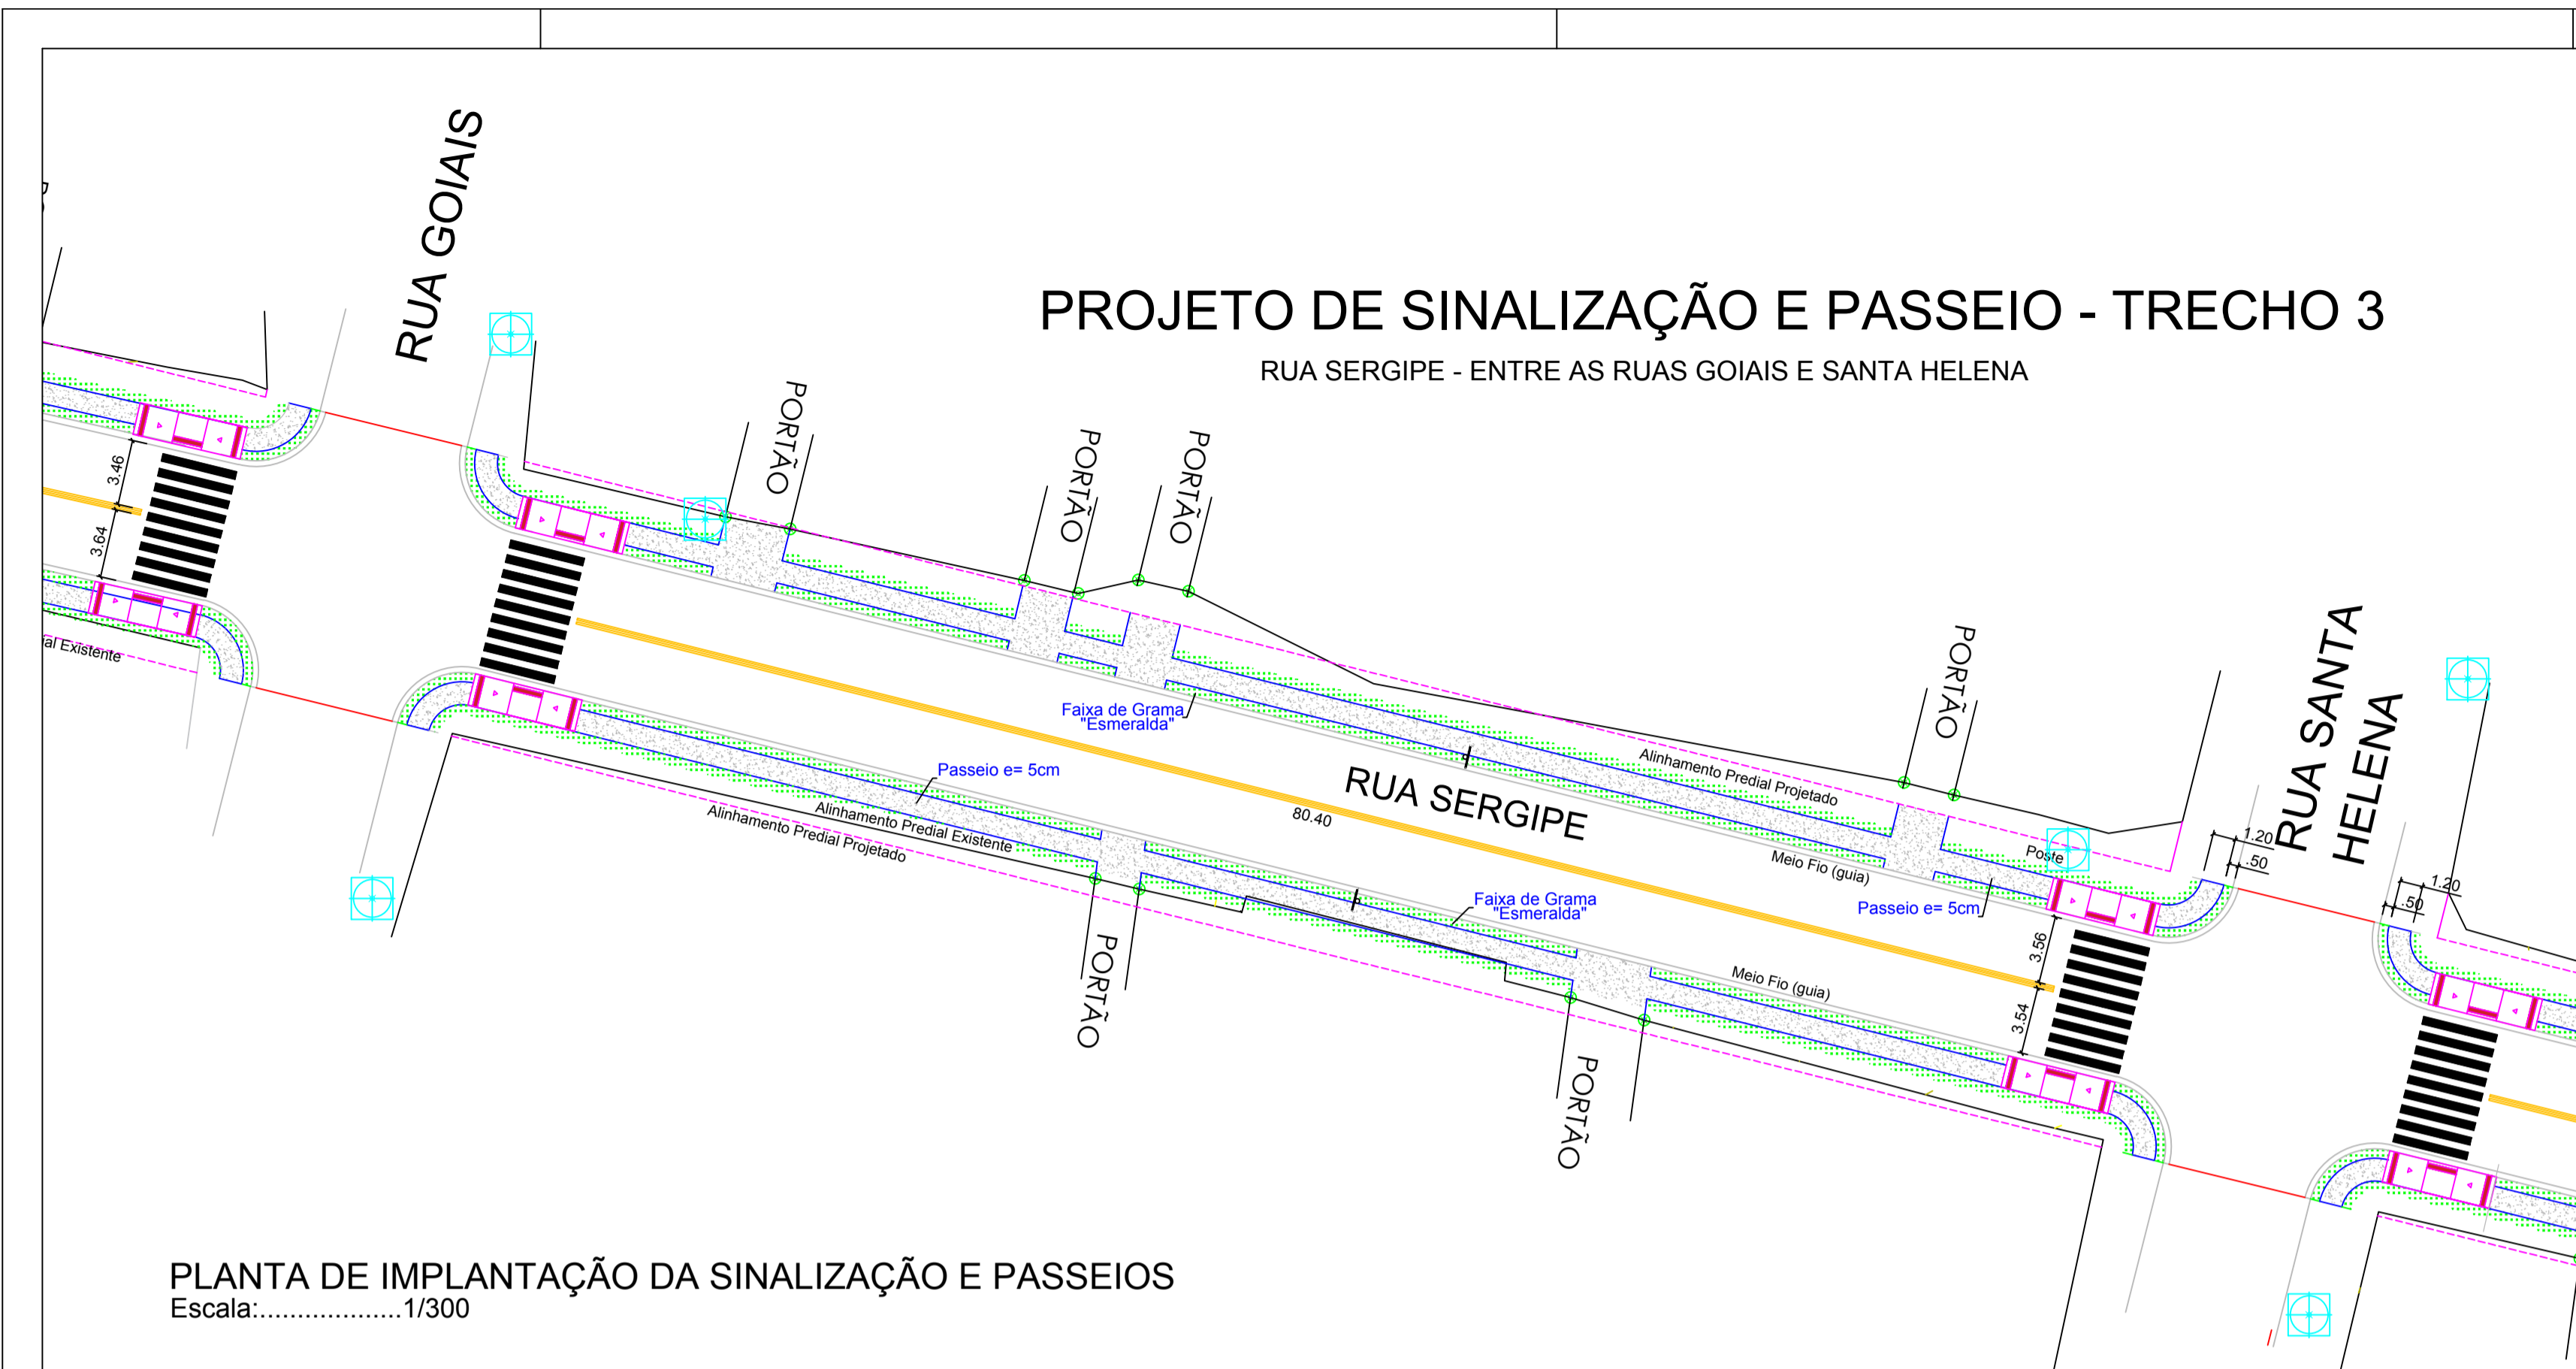 PROJETO DE SINALIZAÇÃO E PASSEIO - TRECHO 3
RUA SERGIPE - ENTRE AS RUAS GOIAIS E SANTA HELENA
RUA GOIAIS
3.46
3.64
Existente
PORTÃO
PORTÃO
PORTÃO
PORTÃO
Faixa de Grama
"Esmeralda"
Passeio e= 5cm
Alinhamento Predial Existente
Alinhamento Predial Projetado
RUA SERGIPE
80.40
Alinhamento Predial Projetado
Meio Fio (guia)
Poste
Passeio e= 5cm
Faixa de Grama
"Esmeralda"
Meio Fio (guia)
3.56
3.54
RUA SANTA
HELENA
1.20
.50
1.20
.50
PORTÃO
PORTÃO
PLANTA DE IMPLANTAÇÃO DA SINALIZAÇÃO E PASSEIOS
Escala:...................1/300